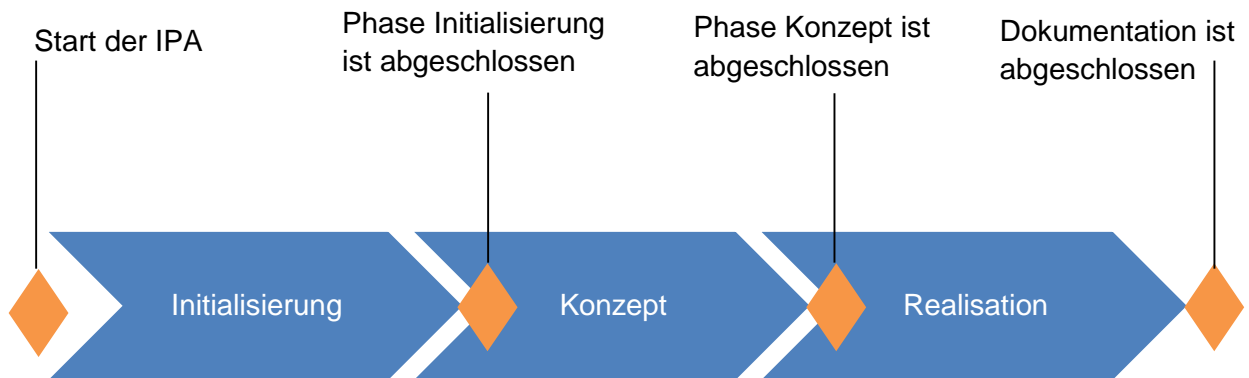 Start der IPA
Phase Initialisierung
ist abgeschlossen
Phase Konzept ist
abgeschlossen
Dokumentation ist
abgeschlossen
Initialisierung
Konzept
Realisation